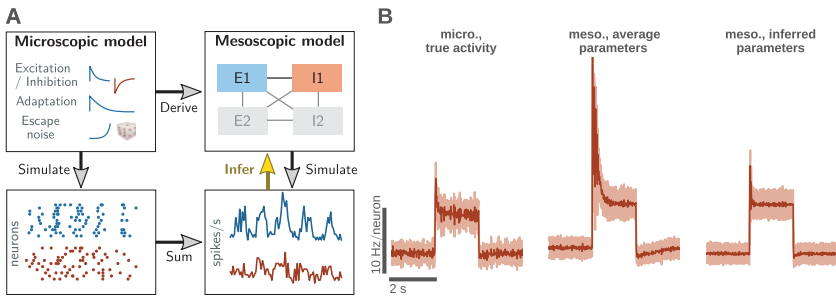 A
Microscopic model
Excitation
/ Inhibition
Adaptation
Escape
noise
Derive
Mesoscopic model
E1
I1
E2
I2
Simulate
Infer
Simulate
neurons
Sum
spikes/s
B
micro.,
true activity
meso., average
parameters
meso., inferred
parameters
10 Hz/neuron
2 s